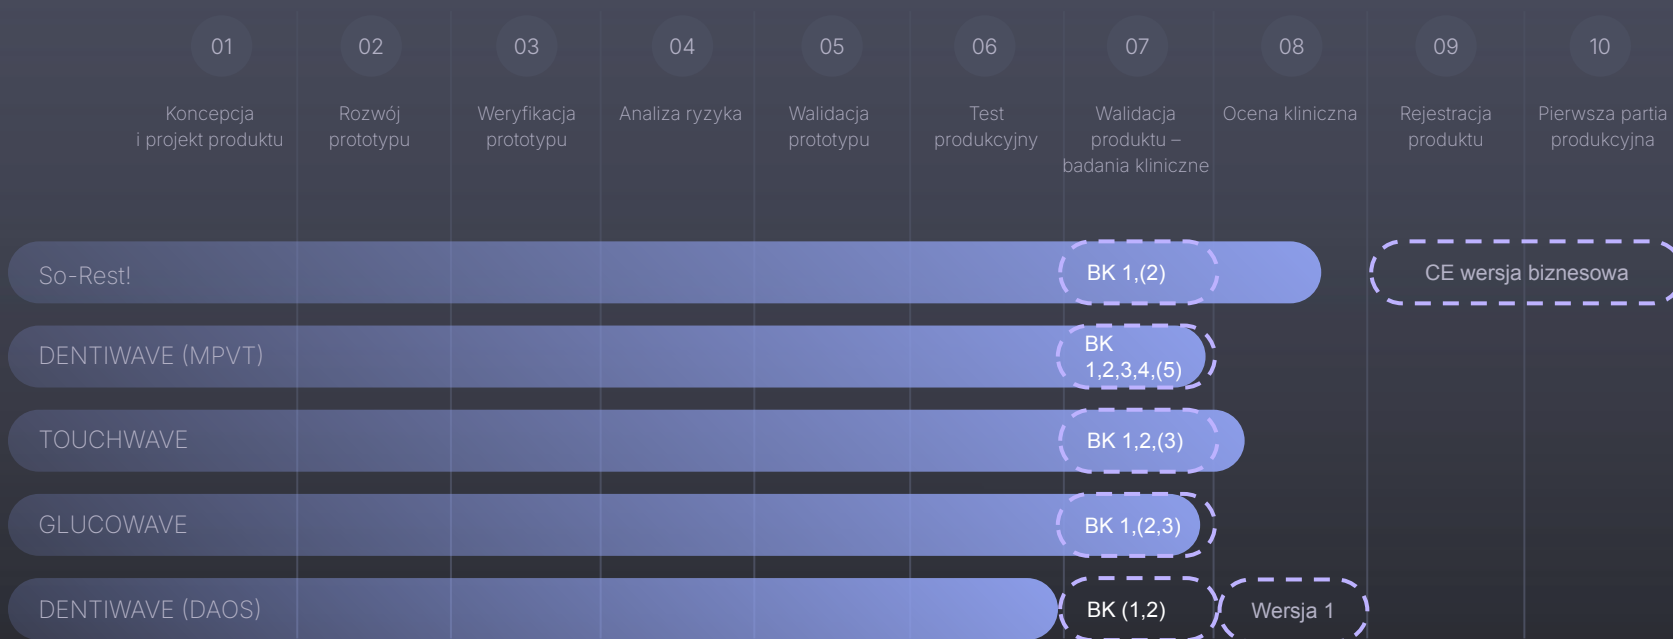 01 02 03 04 05 06 07 08 09 10
Koncepcja
i projekt produktu
Rozwój
prototypu
Weryfikacja
prototypu
Analiza ryzyka
Walidacja
prototypu
Test
produkcyjny
Walidacja
produktu –
badania kliniczne
Ocena kliniczna
Rejestracja
produktu
Pierwsza partia
produkcyjna
So-Rest!
BK 1,(2)
CE wersja biznesowa
DENTIWAVE (MPVT)
BK
1,2,3,4,(5)
TOUCHWAVE
BK 1,2,(3)
GLUCOWAVE
BK 1,(2,3)
DENTIWAVE (DAOS)
BK (1,2)
Wersja 1